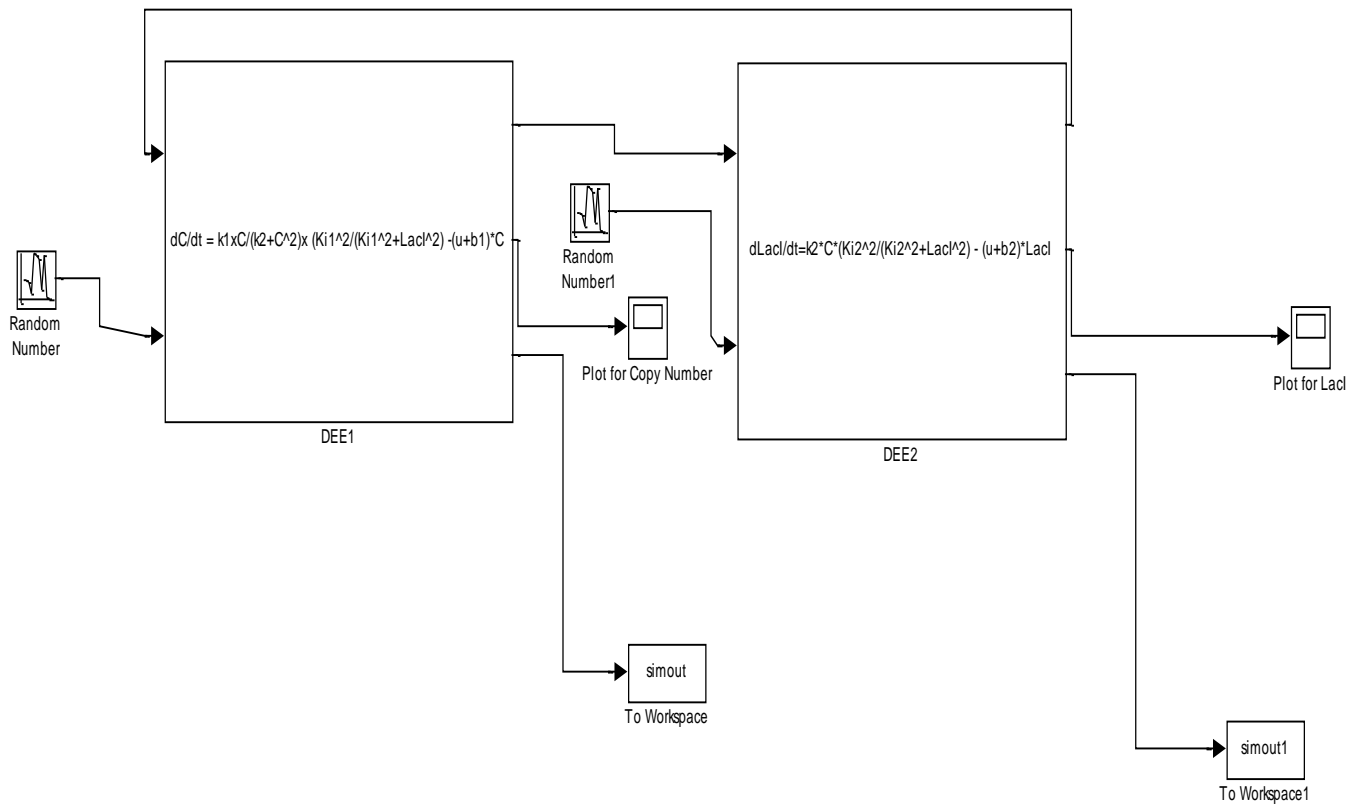 dC/dt = k1xC/(k2+C^2)x (Ki1^2/(Ki1^2+LacI^2) -(u+b1)*C
DEE1
Random
Number
Random
Number1
Plot for Copy Number
dLacI/dt=k2*C*(Ki2^2/(Ki2^2+LacI^2) - (u+b2)*LacI
DEE2
Plot for LacI
simout
To Workspace
simout1
To Workspace1